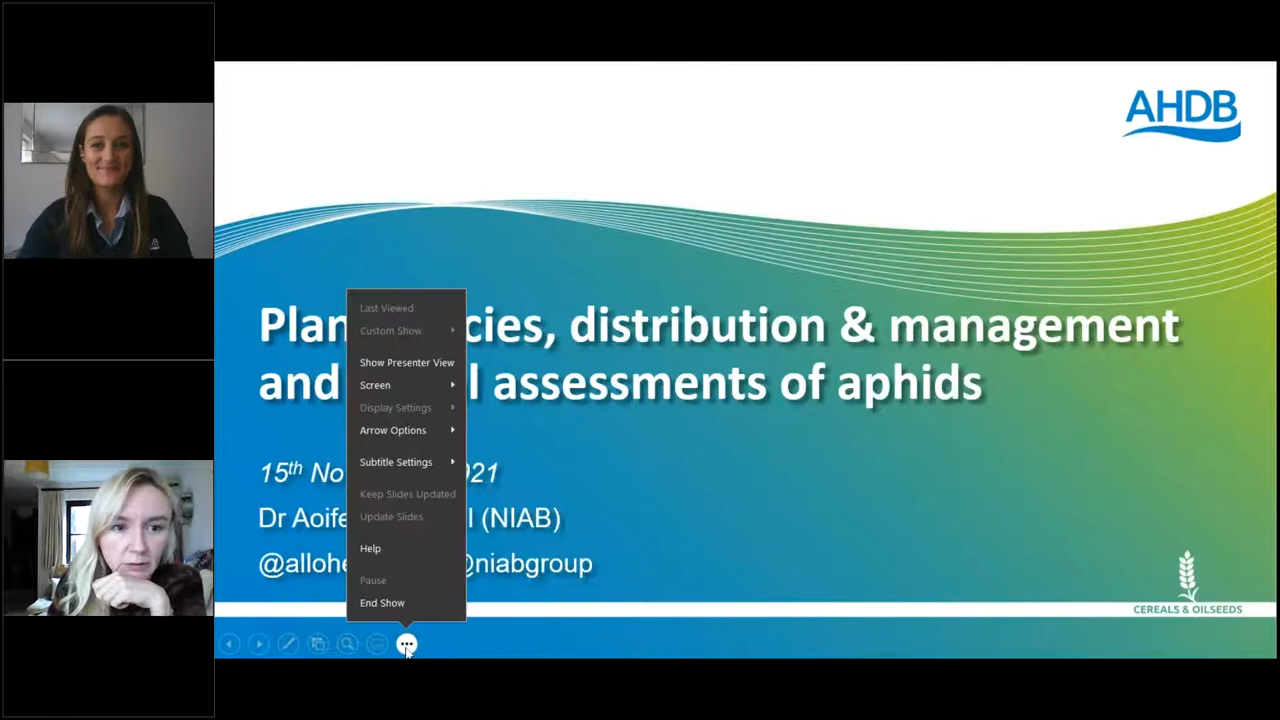 AHDB
Plan cies, distribution & management
and l assessments of aphids
15th No 21
Dr Aoife l (NIAB)
@allohe @niabgroup
CEREALS & OILSEEDS
Last Viewed
Custom Show
Show Presenter View
Screen
Display Settings
Arrow Options
Subtitle Settings
Keep Slides Updated
Update Slides
Help
Pause
End Show